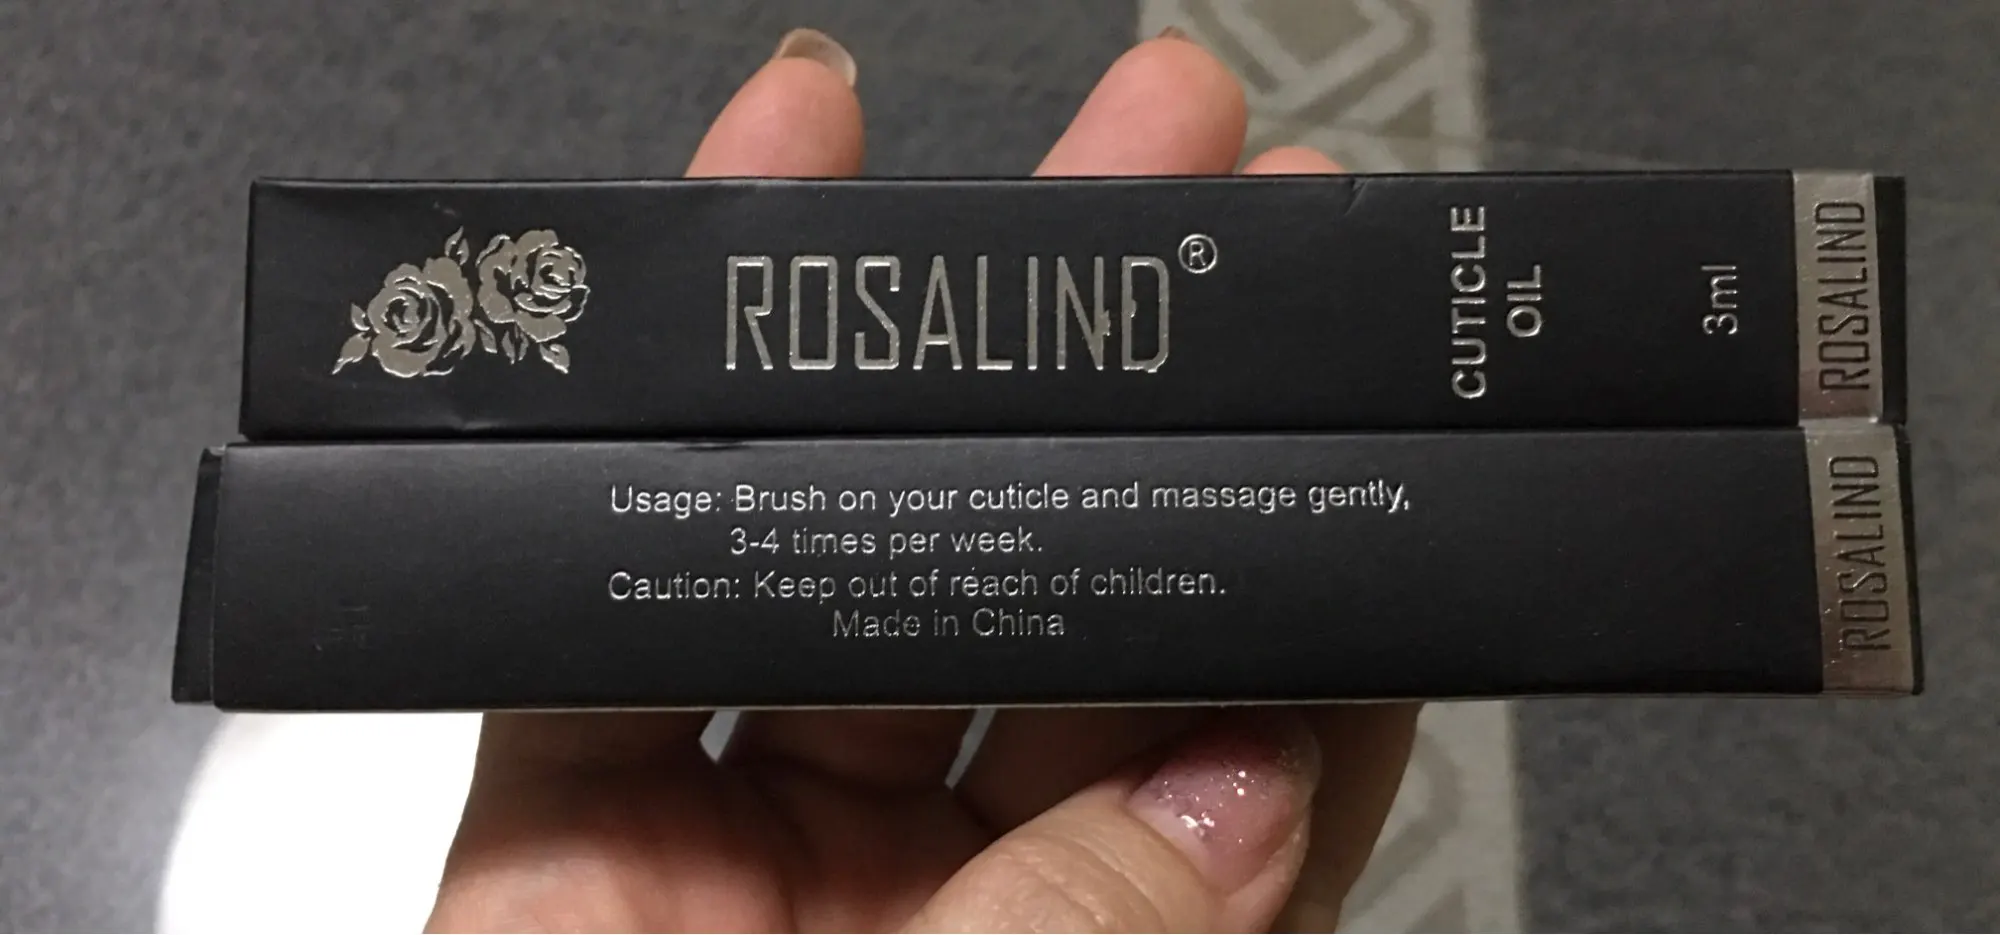 ROSALIND®
CUTICLE
OIL
3ml
ROSALIND
Usage: Brush on your cuticle and massage gently,
3-4 times per week.
Caution: Keep out of reach of children.
Made in China
ROSALIND